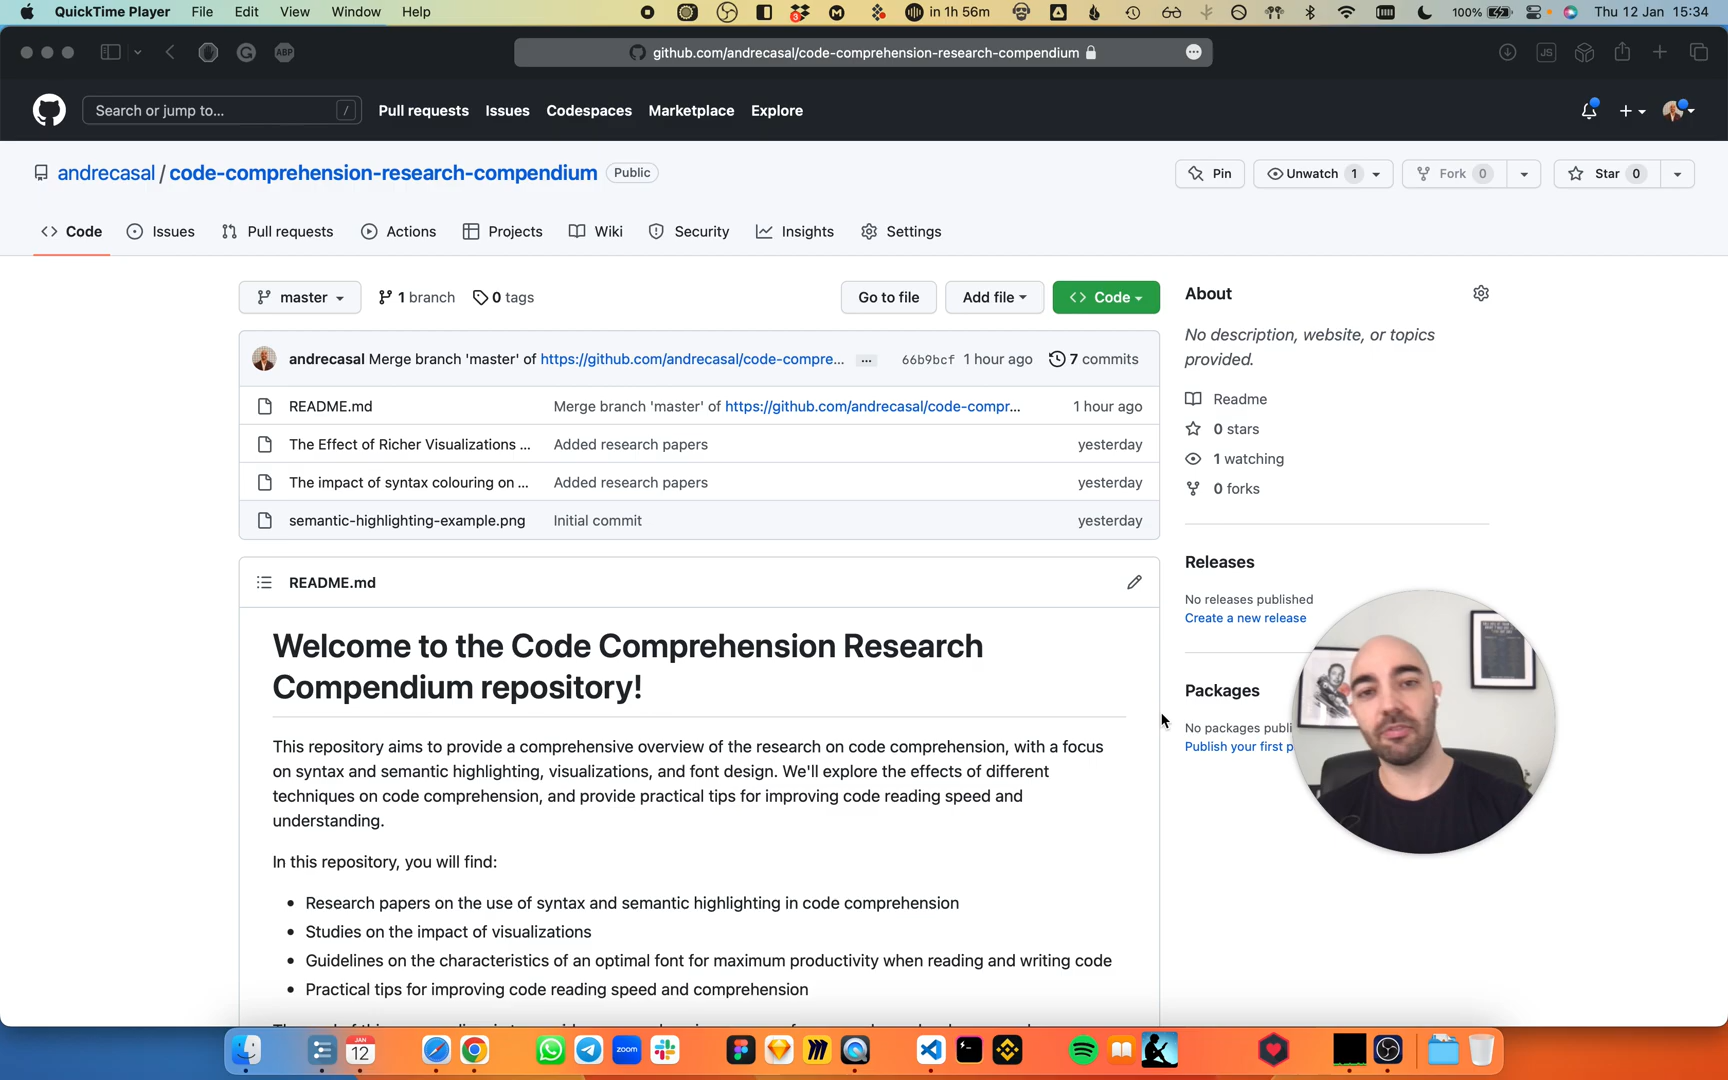 QuickTime Player File Edit View Window Help
3 in 1h 56m 100% Thu 12 Jan 15:34
ABP github.com/andrecasal/code-comprehension-research-compendium JS
Search or jump to... / Pull requests Issues Codespaces Marketplace Explore
andrecasal / code-comprehension-research-compendium Public
Pin Unwatch 1 Fork 0 Star 0
Code Issues Pull requests Actions Projects Wiki Security Insights Settings
master 1 branch 0 tags Go to file Add file Code
andrecasal Merge branch 'master' of https://github.com/andrecasal/code-compre... ... 66b9bcf 1 hour ago 7 commits
README.md Merge branch 'master' of https://github.com/andrecasal/code-compr... 1 hour ago
The Effect of Richer Visualizations ... Added research papers yesterday
The impact of syntax colouring on ... Added research papers yesterday
semantic-highlighting-example.png Initial commit yesterday
README.md
Welcome to the Code Comprehension Research
Compendium repository!
This repository aims to provide a comprehensive overview of the research on code comprehension, with a focus
on syntax and semantic highlighting, visualizations, and font design. We'll explore the effects of different
techniques on code comprehension, and provide practical tips for improving code reading speed and
understanding.
In this repository, you will find:
Research papers on the use of syntax and semantic highlighting in code comprehension
Studies on the impact of visualizations
Guidelines on the characteristics of an optimal font for maximum productivity when reading and writing code
Practical tips for improving code reading speed and comprehension
About
No description, website, or topics
provided.
Readme
0 stars
1 watching
0 forks
Releases
No releases published
Create a new release
Packages
No packages publi
Publish your first p
JAN
12
zoom